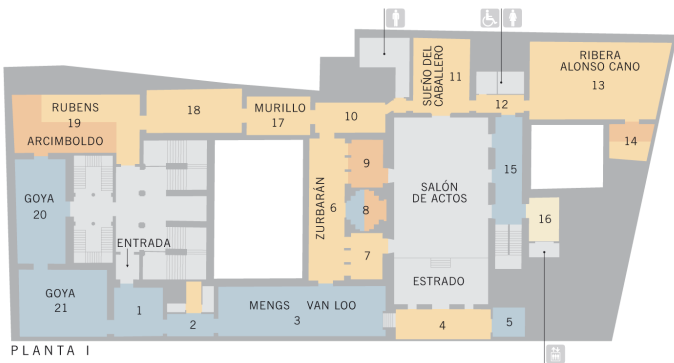 RIBERA
ALONSO CANO
13
SUEÑO DEL
CABALLERO
11
12
RUBENS
19
ARCIMBOLDO
18
MURILLO
17
10
14
9
15
ZURBARÁN
6
SALÓN
DE ACTOS
GOYA
20
8
16
ENTRADA
7
ESTRADO
GOYA
21
1
2
MENGS VAN LOO
3
4
5
PLANTA I